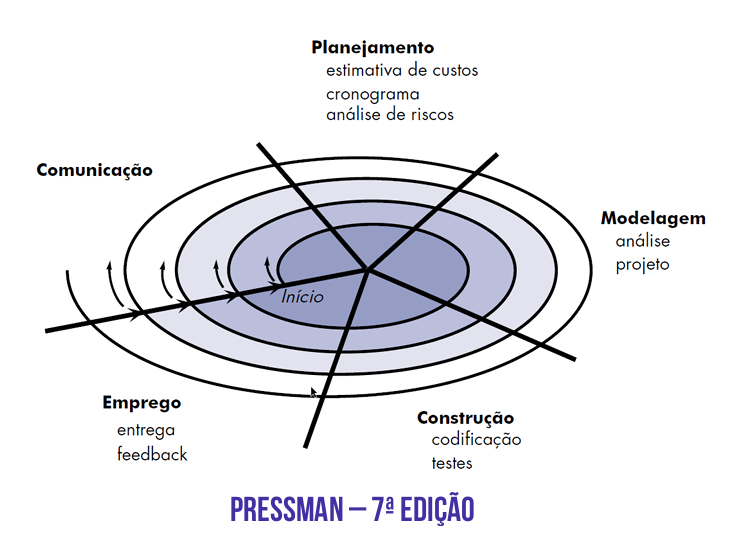 Planejamento
estimativa de custos
cronograma
análise de riscos
Comunicação
Modelagem
análise
projeto
Início
Emprego
entrega
feedback
Construção
codificação
testes
PRESSMAN – 7ª EDIÇÃO